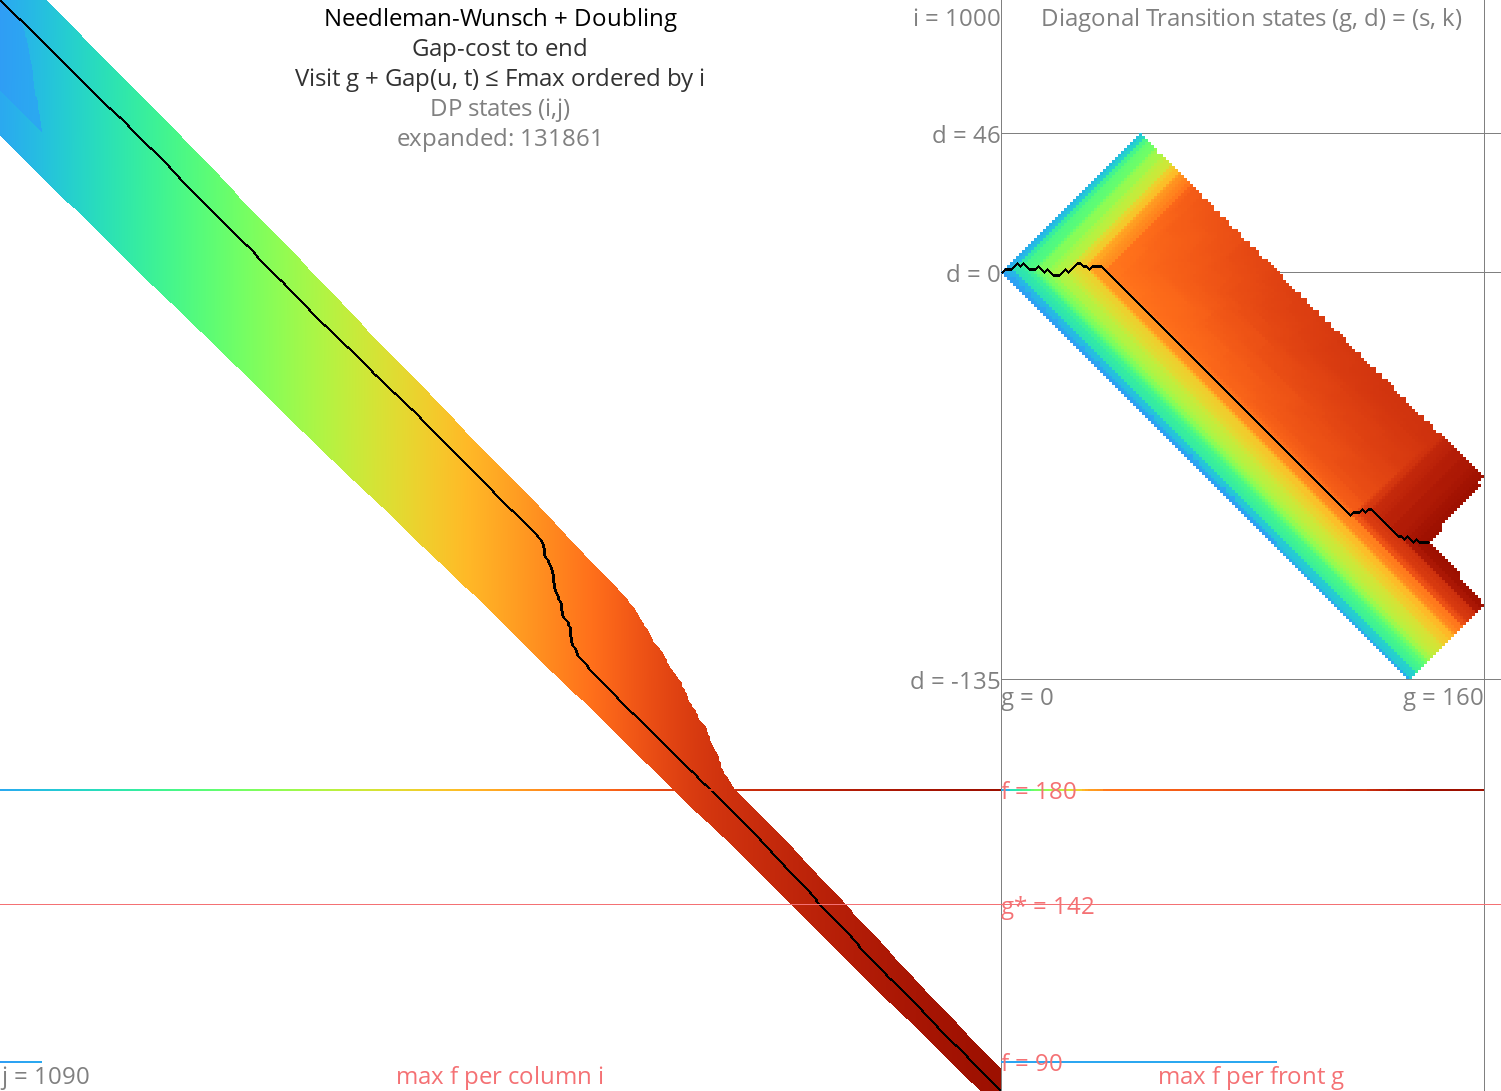 Needleman-Wunsch + Doubling
Gap-cost to end
Visit g + Gap(u, t) ≤ Fmax ordered by i
DP states (i,j)
expanded: 131861
i = 1000
Diagonal Transition states (g, d) = (s, k)
d = 46
d = 0
d = -135
g = 0
g = 160
f = 180
g* = 142
f = 90
j = 1090
max f per column i
max f per front g